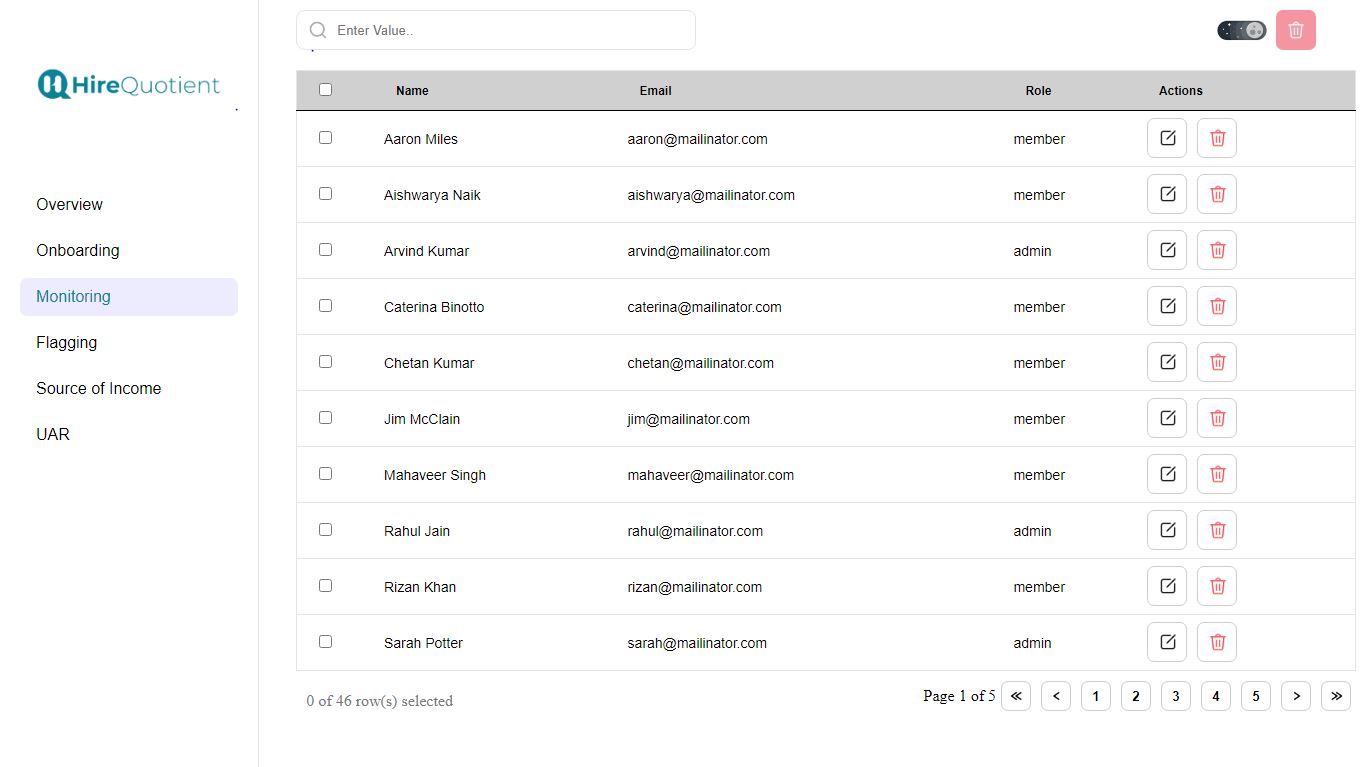 HireQuotient
Overview
Onboarding
Monitoring
Flagging
Source of Income
UAR
Enter Value..
Name Email Role Actions
Aaron Miles aaron@mailinator.com member
Aishwarya Naik aishwarya@mailinator.com member
Arvind Kumar arvind@mailinator.com admin
Caterina Binotto caterina@mailinator.com member
Chetan Kumar chetan@mailinator.com member
Jim McClain jim@mailinator.com member
Mahaveer Singh mahaveer@mailinator.com member
Rahul Jain rahul@mailinator.com admin
Rizan Khan rizan@mailinator.com member
Sarah Potter sarah@mailinator.com admin
0 of 46 row(s) selected Page 1 of 5 « < 1 2 3 4 5 > »